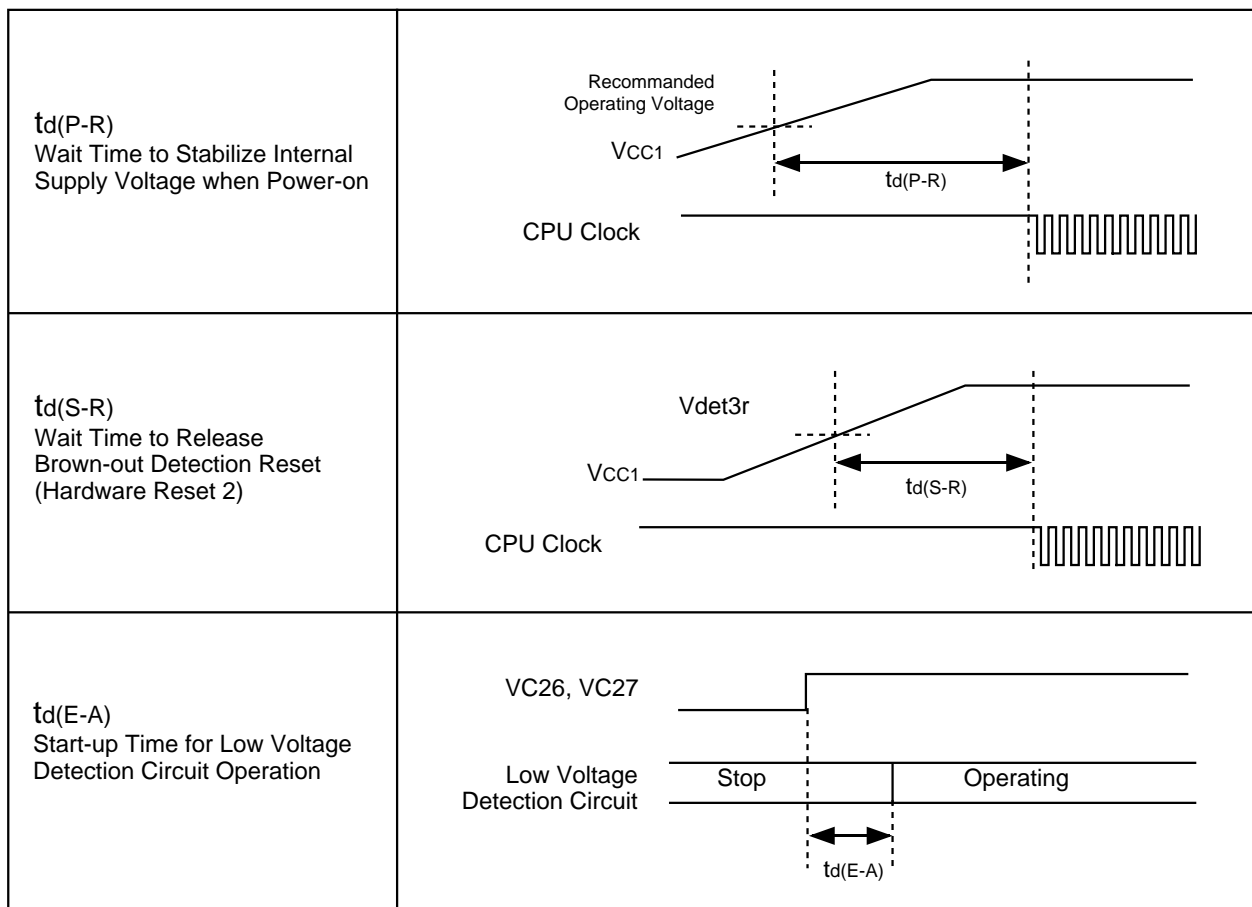 td(P-R)
Wait Time to Stabilize Internal
Supply Voltage when Power-on
Recommanded
Operating Voltage
VCC1
td(P-R)
CPU Clock
td(S-R)
Wait Time to Release
Brown-out Detection Reset
(Hardware Reset 2)
Vdet3r
VCC1
td(S-R)
CPU Clock
td(E-A)
Start-up Time for Low Voltage
Detection Circuit Operation
VC26, VC27
Low Voltage
Detection Circuit
Stop
Operating
td(E-A)